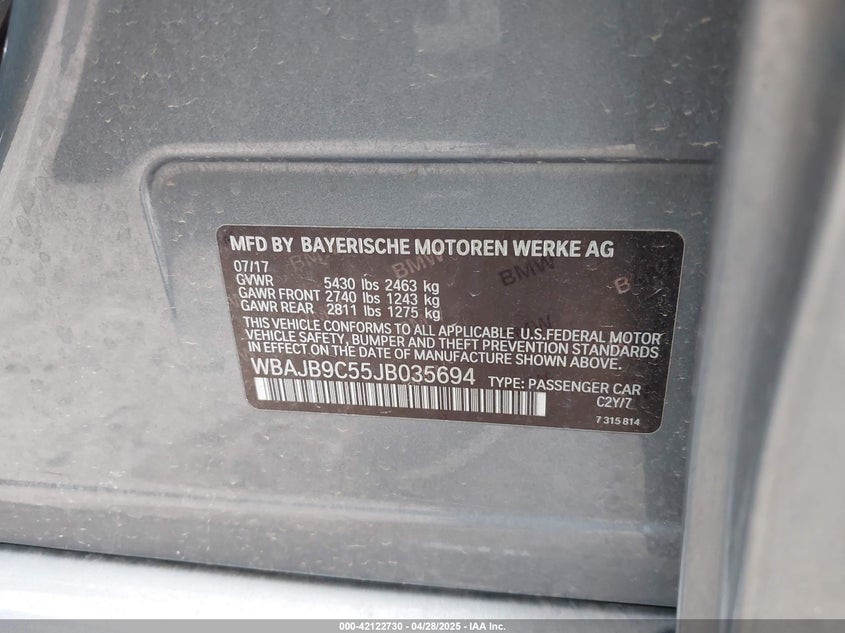 MFD BY BAYERISCHE MOTOREN WERKE AG
07/17
GVWR 5430 lbs 2463 kg
GAWR FRONT 2740 lbs 1243 kg
GAWR REAR 2811 lbs 1275 kg
THIS VEHICLE CONFORMS TO ALL APPLICABLE U.S.FEDERAL MOTOR
VEHICLE SAFETY, BUMPER, AND THEFT PREVENTION STANDARDS
IN EFFECT ON THE DATE OF MANUFACTURE SHOWN ABOVE.
WBAJB9C55JB035694 TYPE: PASSENGER CAR
C2Y/7
7 315 814
BMW BMW BMW
000-42122730 - 04/28/2025 - IAA Inc.